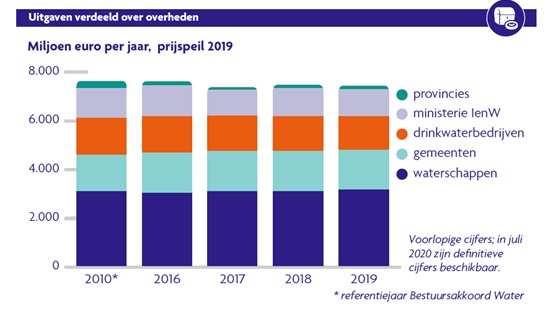 Uitgaven verdeeld over overheden
Miljoen euro per jaar, prijspeil 2019
8.000
6.000
4.000
2.000
0
2010*
2016
2017
2018
2019
provincies
ministerie IenW
drinkwaterbedrijven
gemeenten
waterschappen
Voorlopige cijfers; in juli
2020 zijn definitieve
cijfers beschikbaar.
* referentiejaar Bestuursakkoord Water